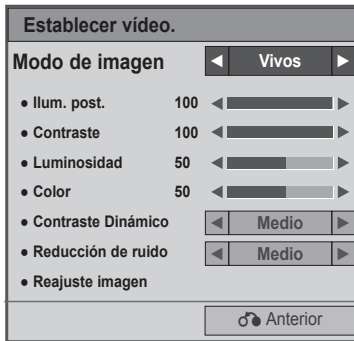 Establecer vídeo.
Modo de imagen ◀ Vivos ▶
● Ilum. post. 100
● Contraste 100
● Luminosidad 50
● Color 50
● Contraste Dinámico ◀ Medio ▶
● Reducción de ruido ◀ Medio ▶
● Reajuste imagen
Anterior